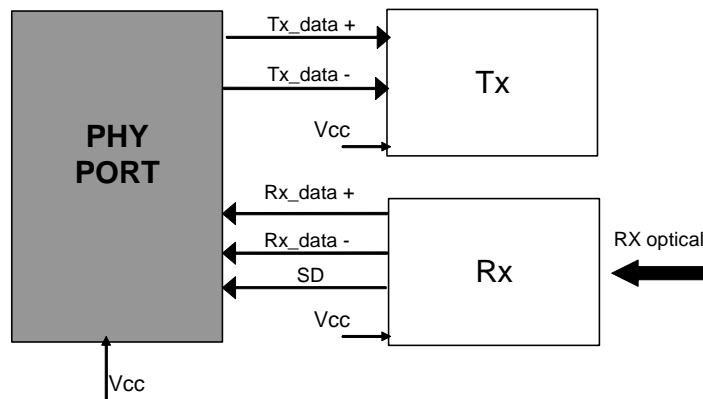 Tx_data +
Tx_data -
Vcc
Tx
PHY
PORT
Rx_data +
Rx_data -
SD
Vcc
Rx
RX optical
Vcc